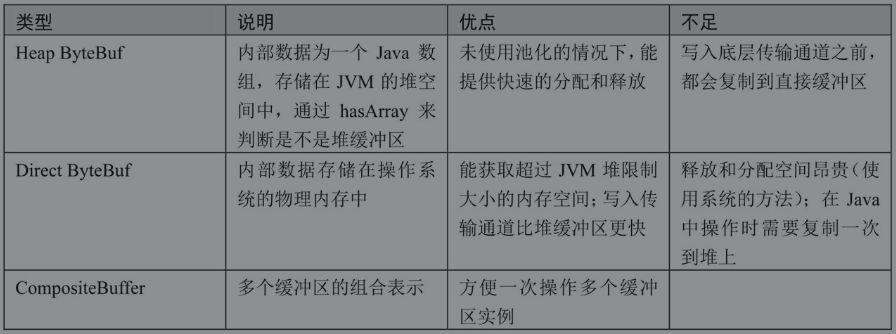 类型 说明 优点 不足
Heap ByteBuf 内部数据为一个 Java 数 未使用池化的情况下,能 写入底层传输通道之前,
组,存储在 JVM 的堆空 提供快速的分配和释放 都会复制到直接缓冲区
间中,通过 hasArray 来
判断是不是堆缓冲区
Direct ByteBuf 内部数据存储在操作系 能获取超过 JVM 堆限制 释放和分配空间昂贵(使
统的物理内存中 大小的内存空间;写入传 用系统的方法);在 Java
输通道比堆缓冲区更快 中操作时需要复制一次
到堆上
CompositeBuffer 多个缓冲区的组合表示 方便一次操作多个缓冲
区实例